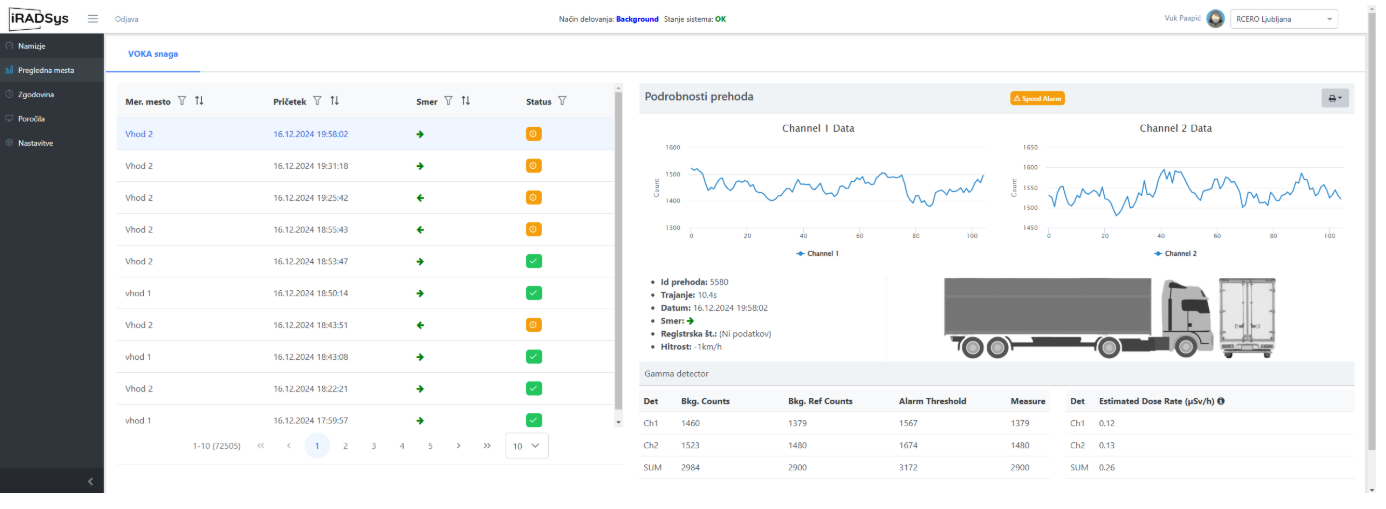 iRADSys Odjava Način delovanja: Background Stanje sistema: OK Vuk Paspić RCERO Ljubljana
Namizje
Pregledna mesta
Zgodovina
Poročila
Nastavitve
VOKA snaga
Mer. mesto Pričetek Smer Status
Vhod 2 16.12.2024 19:58:02
Vhod 2 16.12.2024 19:31:18
Vhod 2 16.12.2024 19:25:42
Vhod 2 16.12.2024 18:55:43
Vhod 2 16.12.2024 18:53:47
vhod 1 16.12.2024 18:50:14
Vhod 2 16.12.2024 18:43:51
vhod 1 16.12.2024 18:43:08
Vhod 2 16.12.2024 18:22:21
vhod 1 16.12.2024 17:59:57
1-10 (72505) << < 1 2 3 4 5 > >> 10
Podrobnosti prehoda Speed Alarm
Channel 1 Data
Count
1600
1500
1400
1300
0 20 40 60 80 100
Channel 1
Channel 2 Data
Count
1650
1600
1550
1500
1450
0 20 40 60 80 100
Channel 2
• Id prehoda: 5580
• Trajanje: 10.4s
• Datum: 16.12.2024 19:58:02
• Smer:
• Registrska št.: (Ni podatkov)
• Hitrost: -1km/h
Gamma detector
Det Bkg. Counts Bkg. Ref Counts Alarm Threshold Measure
Ch1 1460 1379 1567 1379
Ch2 1523 1480 1674 1480
SUM 2984 2900 3172 2900
Det Estimated Dose Rate (µSv/h)
Ch1 0.12
Ch2 0.13
SUM 0.26